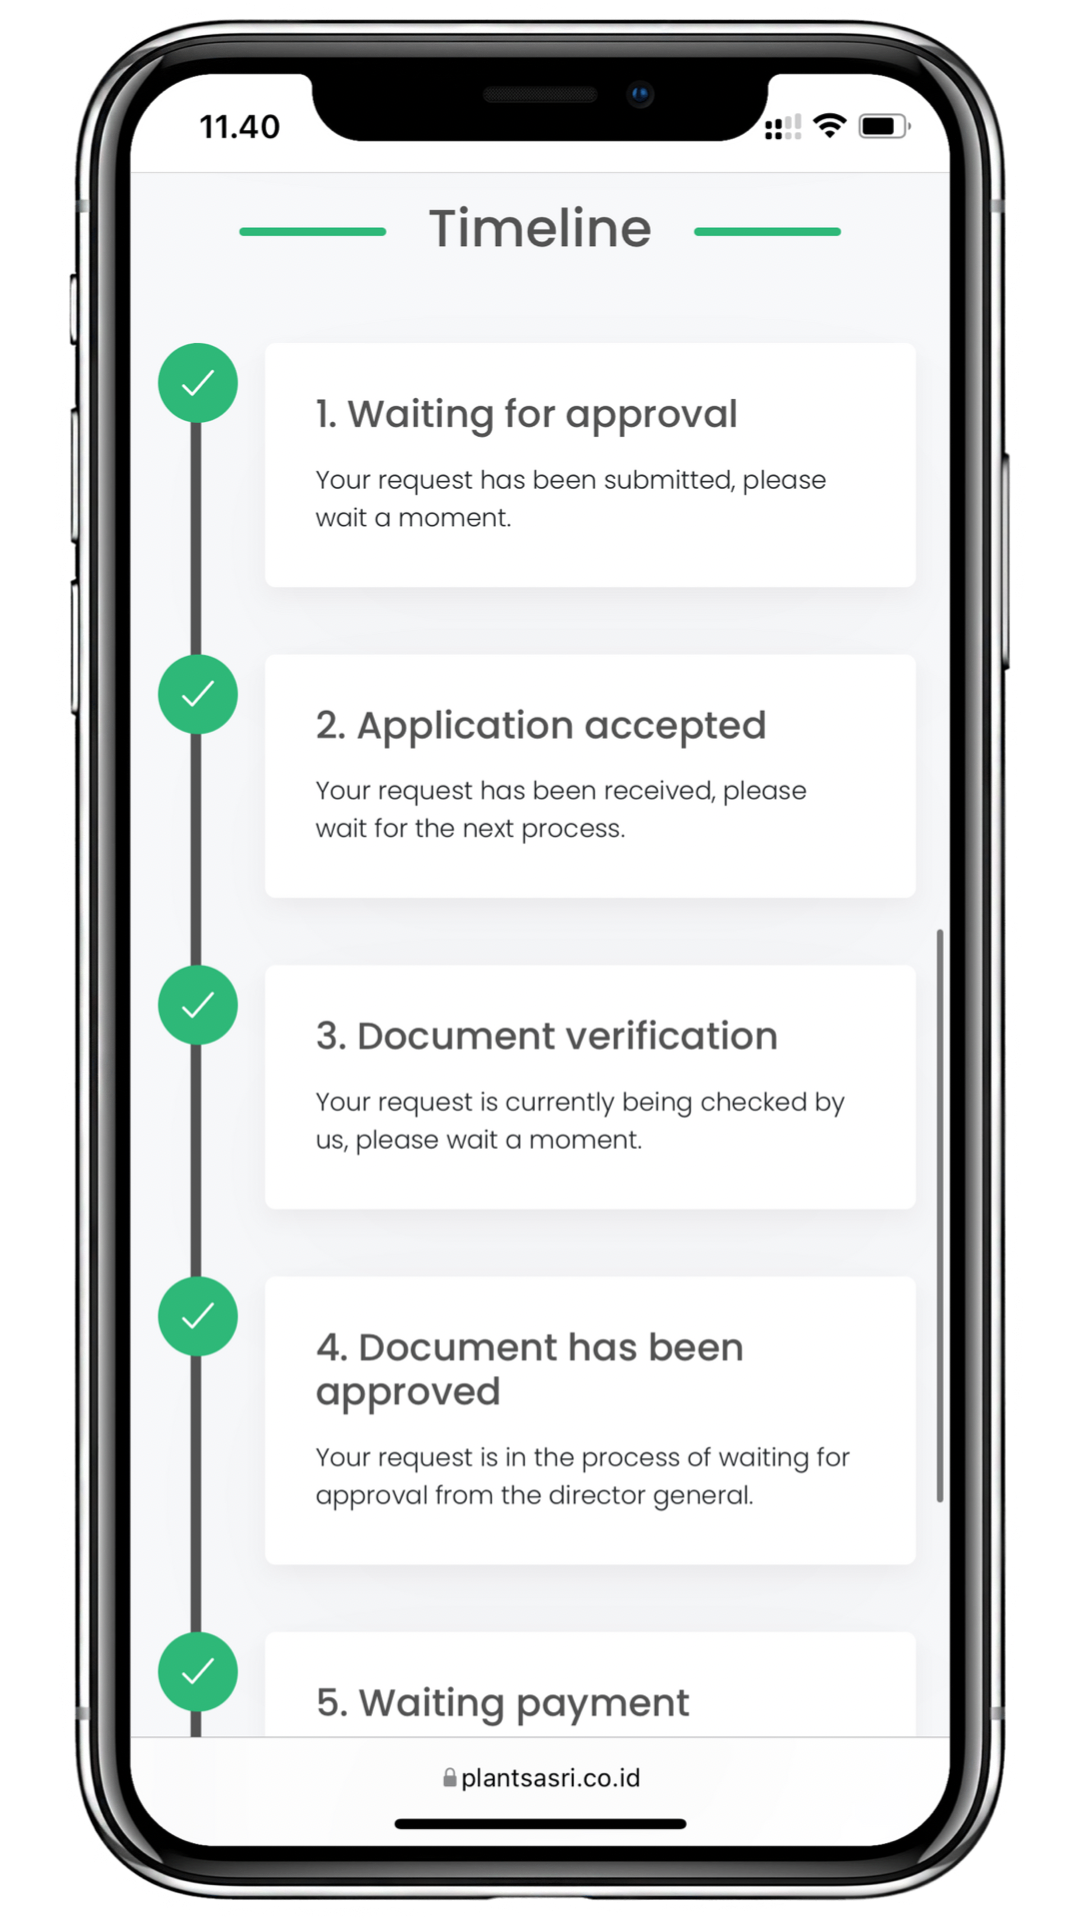 11.40
Timeline
1. Waiting for approval
Your request has been submitted, please
wait a moment.
2. Application accepted
Your request has been received, please
wait for the next process.
3. Document verification
Your request is currently being checked by
us, please wait a moment.
4. Document has been
approved
Your request is in the process of waiting for
approval from the director general.
5. Waiting payment
plantsasri.co.id